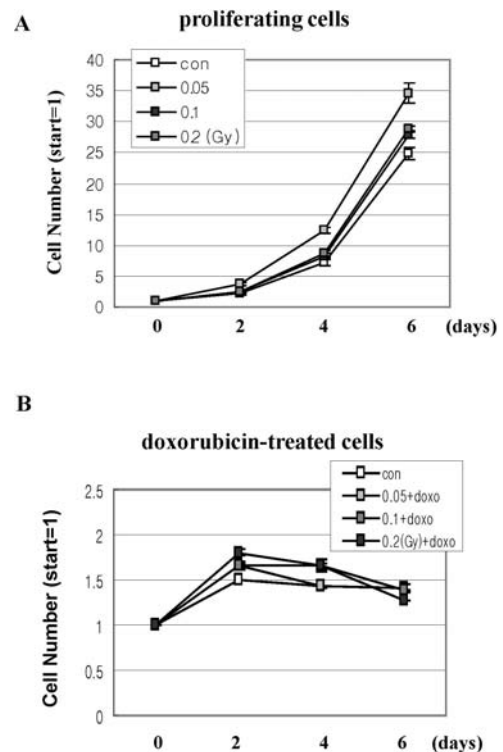 A
proliferating cells
Cell Number (start=1)
40
35
30
25
20
15
10
5
0
con
0.05
0.1
0.2 (Gy)
0 2 4 6 (days)
B
doxorubicin-treated cells
Cell Number (start=1)
2.5
2
1.5
1
0.5
0
con
0.05+doxo
0.1+doxo
0.2(Gy)+doxo
0 2 4 6 (days)